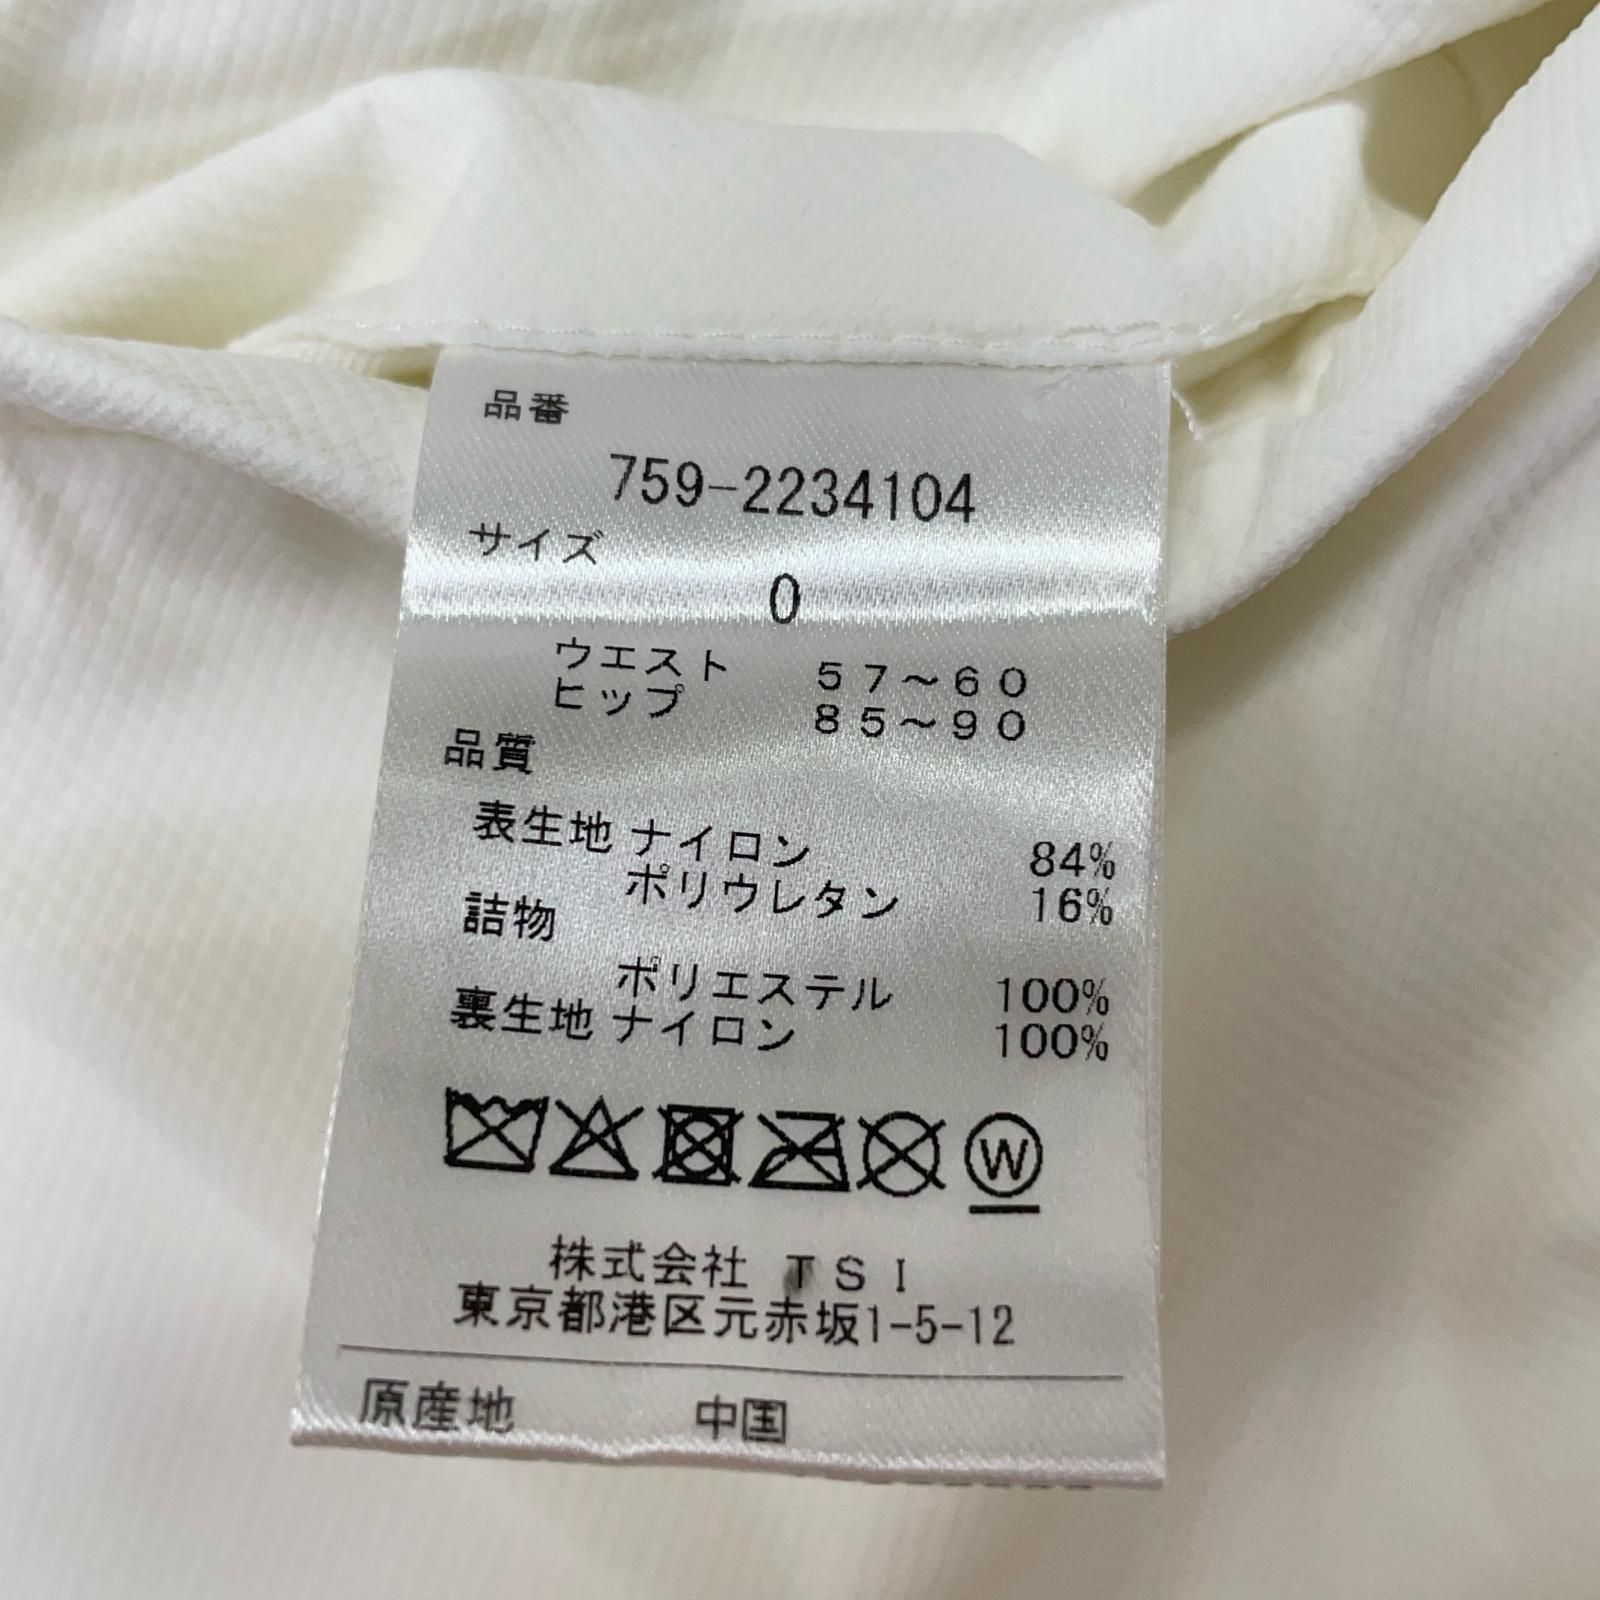 品番
759-2234104
サイズ
0
ウエスト 57～60
ヒップ 85～90
品質
表生地 ナイロン 84%
ポリウレタン 16%
詰物
ポリエステル 100%
裏生地 ナイロン 100%
W
株式会社 TSI
東京都港区元赤坂1-5-12
原産地 中国